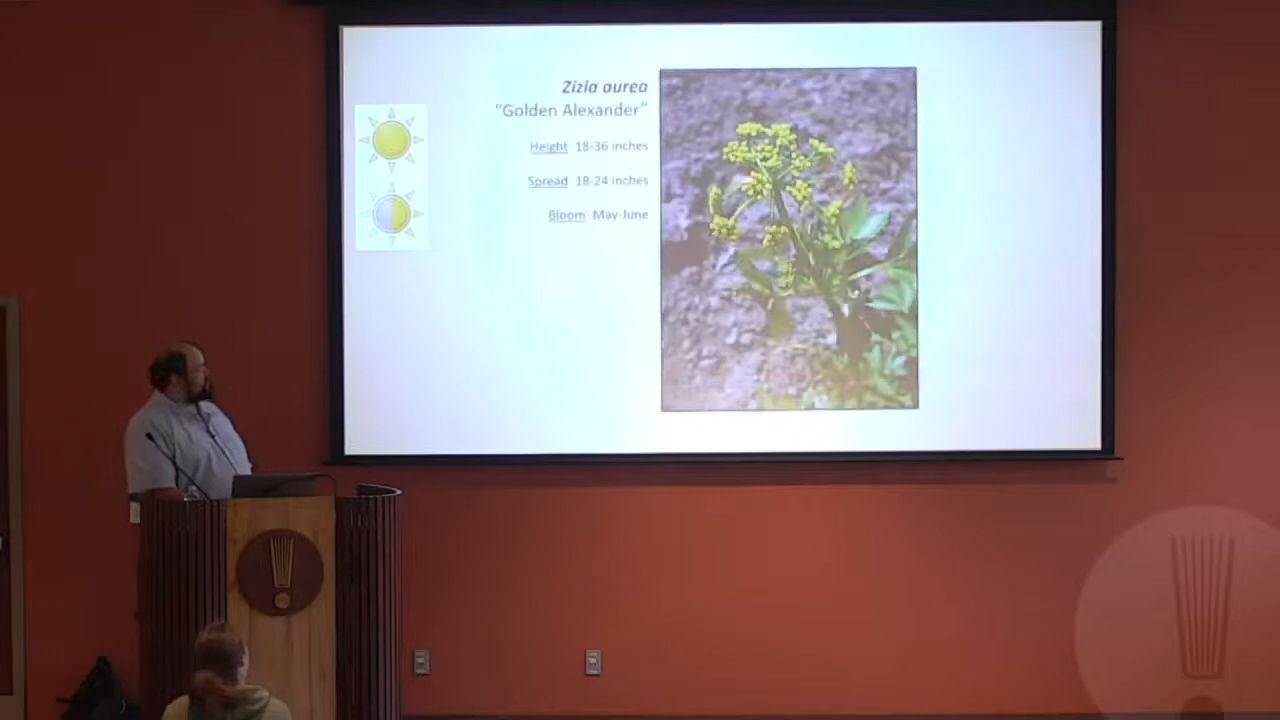 Zizia aurea
"Golden Alexander"
Height 18-36 inches
Spread 18-24 inches
Bloom May-June